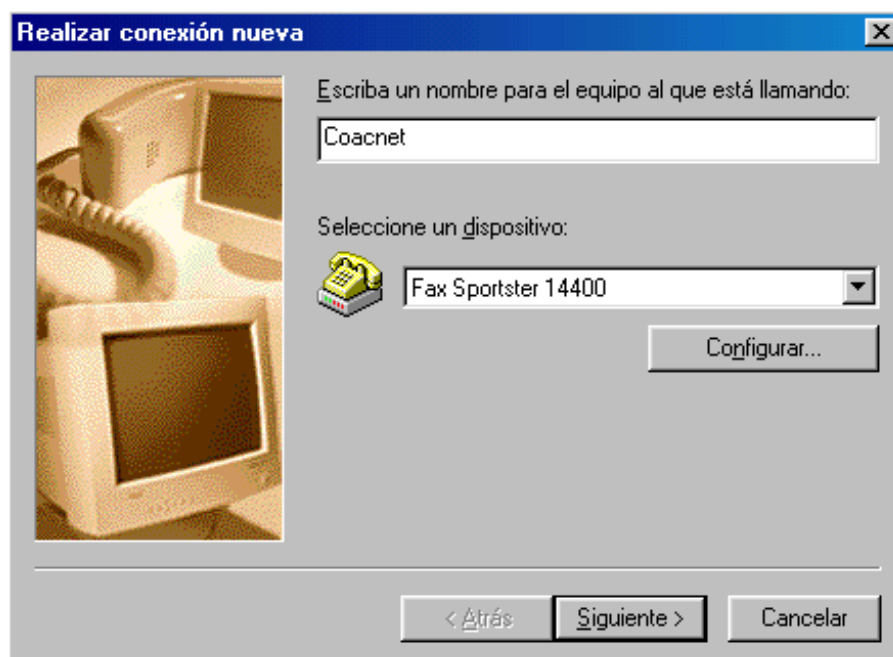 Realizar conexión nueva
Escriba un nombre para el equipo al que está llamando:
Coacnet
Seleccione un dispositivo:
Fax Sportster 14400
Configurar...
< Atrás
Siguiente >
Cancelar